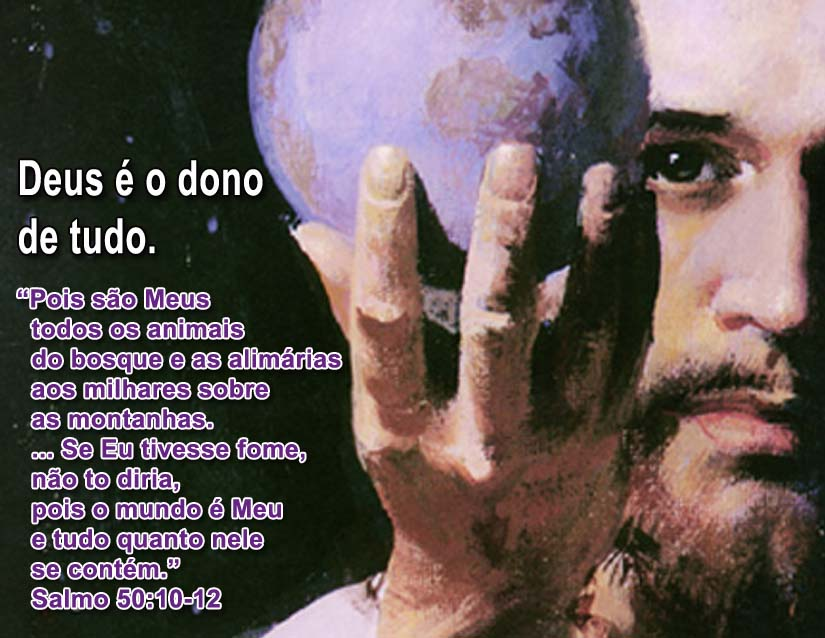 Deus é o dono
de tudo.
“Pois são Meus
todos os animais
do bosque e as alimárias
aos milhares sobre
as montanhas.
... Se Eu tivesse fome,
não to diria,
pois o mundo é Meu
e tudo quanto nele
se contém.”
Salmo 50:10-12